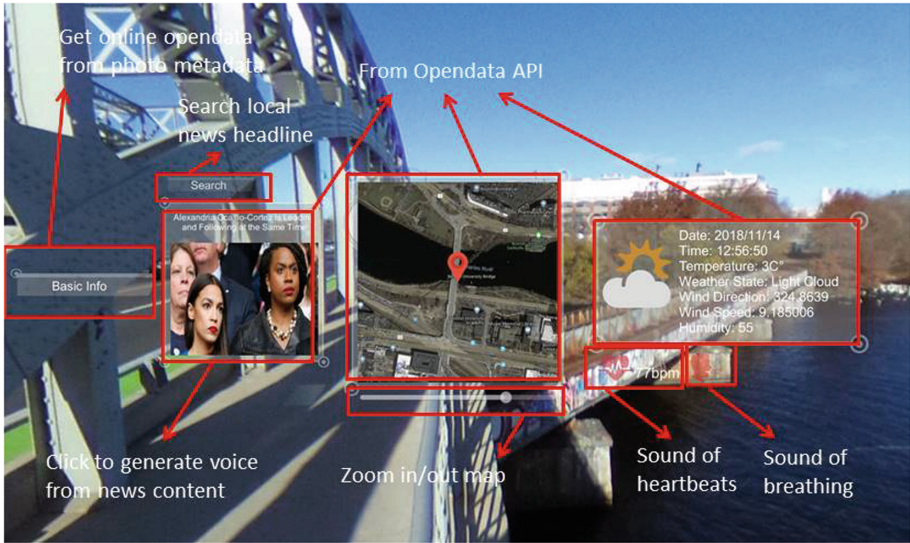 Get online opendata
from photo metadata
From Opendata API
Search local
news headline
Search
Alexandria Oca io-Cortez Is Leadin
and Following at the Same Time
Basic Info
Date: 2018/11/14
Time: 12:56:50
Temperature: 3C°
Weather State: Light Cloud
Wind Direction: 324.8639
Wind Speed: 9.185006
Humidity: 55
77bpm
Click to generate voice
from news content
Zoom in/out map
Sound of
heartbeats
Sound of
breathing